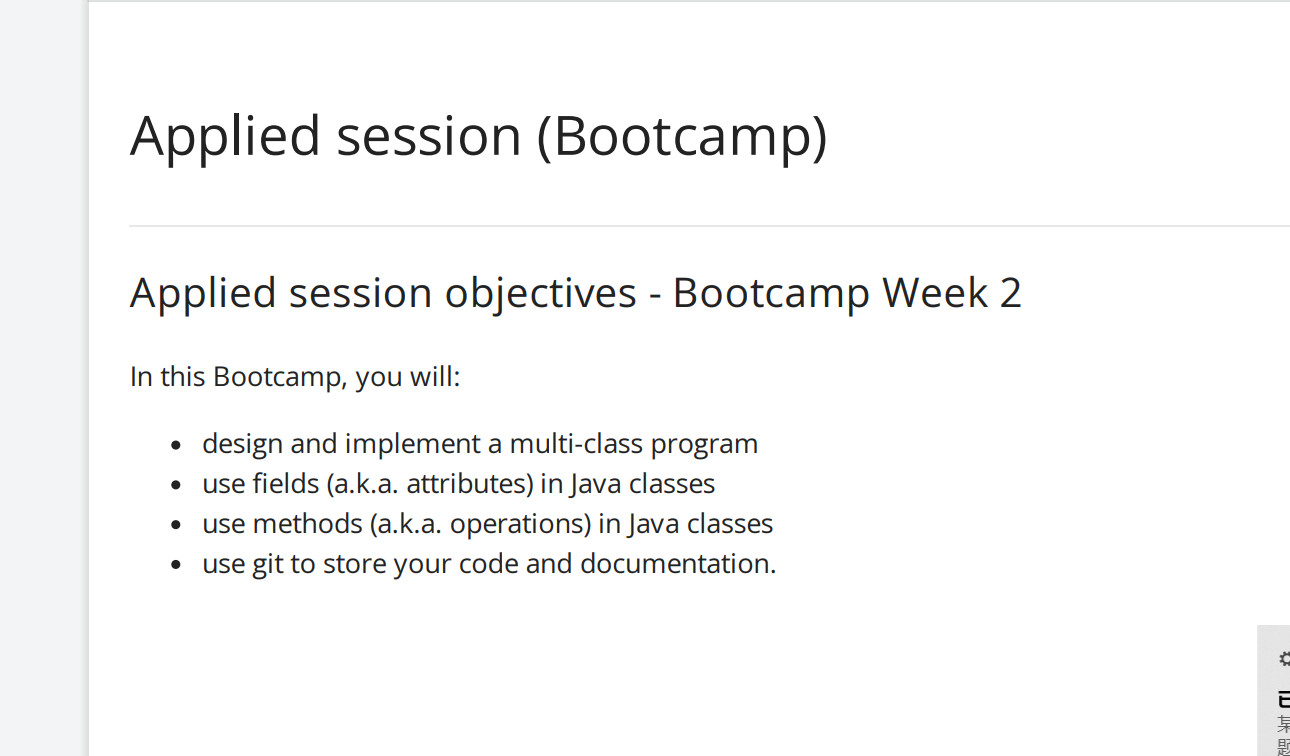 Applied session (Bootcamp)
Applied session objectives - Bootcamp Week 2
In this Bootcamp, you will:
design and implement a multi-class program
use fields (a.k.a. attributes) in Java classes
use methods (a.k.a. operations) in Java classes
use git to store your code and documentation.